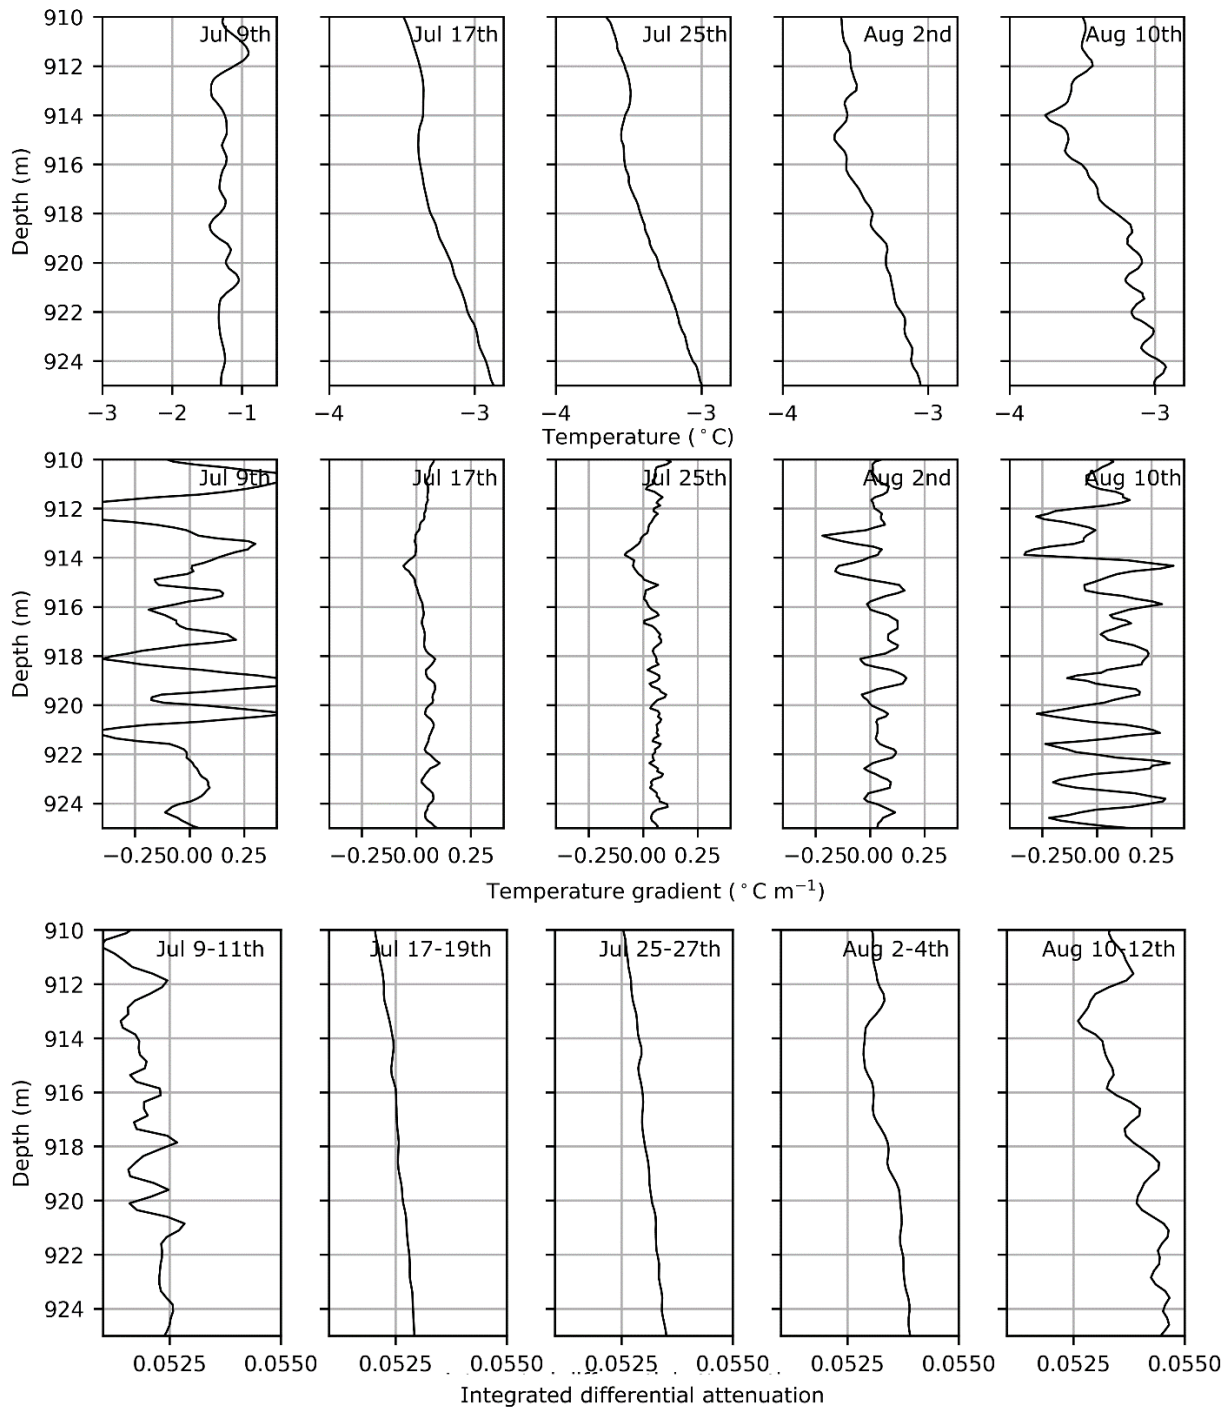 910
912
914
916
918
920
922
924
Depth (m)
Jul 9th
Jul 17th
Jul 25th
Aug 2nd
Aug 10th
−3 −2 −1
−4 −3
−4 −3
−4 −3
−4 −3
Temperature (°C)
910
912
914
916
918
920
922
924
Depth (m)
Jul 9th
Jul 17th
Jul 25th
Aug 2nd
Aug 10th
−0.250.00 0.25
−0.250.00 0.25
−0.250.00 0.25
−0.250.00 0.25
−0.250.00 0.25
Temperature gradient (°C m⁻¹)
910
912
914
916
918
920
922
924
Depth (m)
Jul 9-11th
Jul 17-19th
Jul 25-27th
Aug 2-4th
Aug 10-12th
0.0525 0.0550
0.0525 0.0550
0.0525 0.0550
0.0525 0.0550
0.0525 0.0550
Integrated differential attenuation